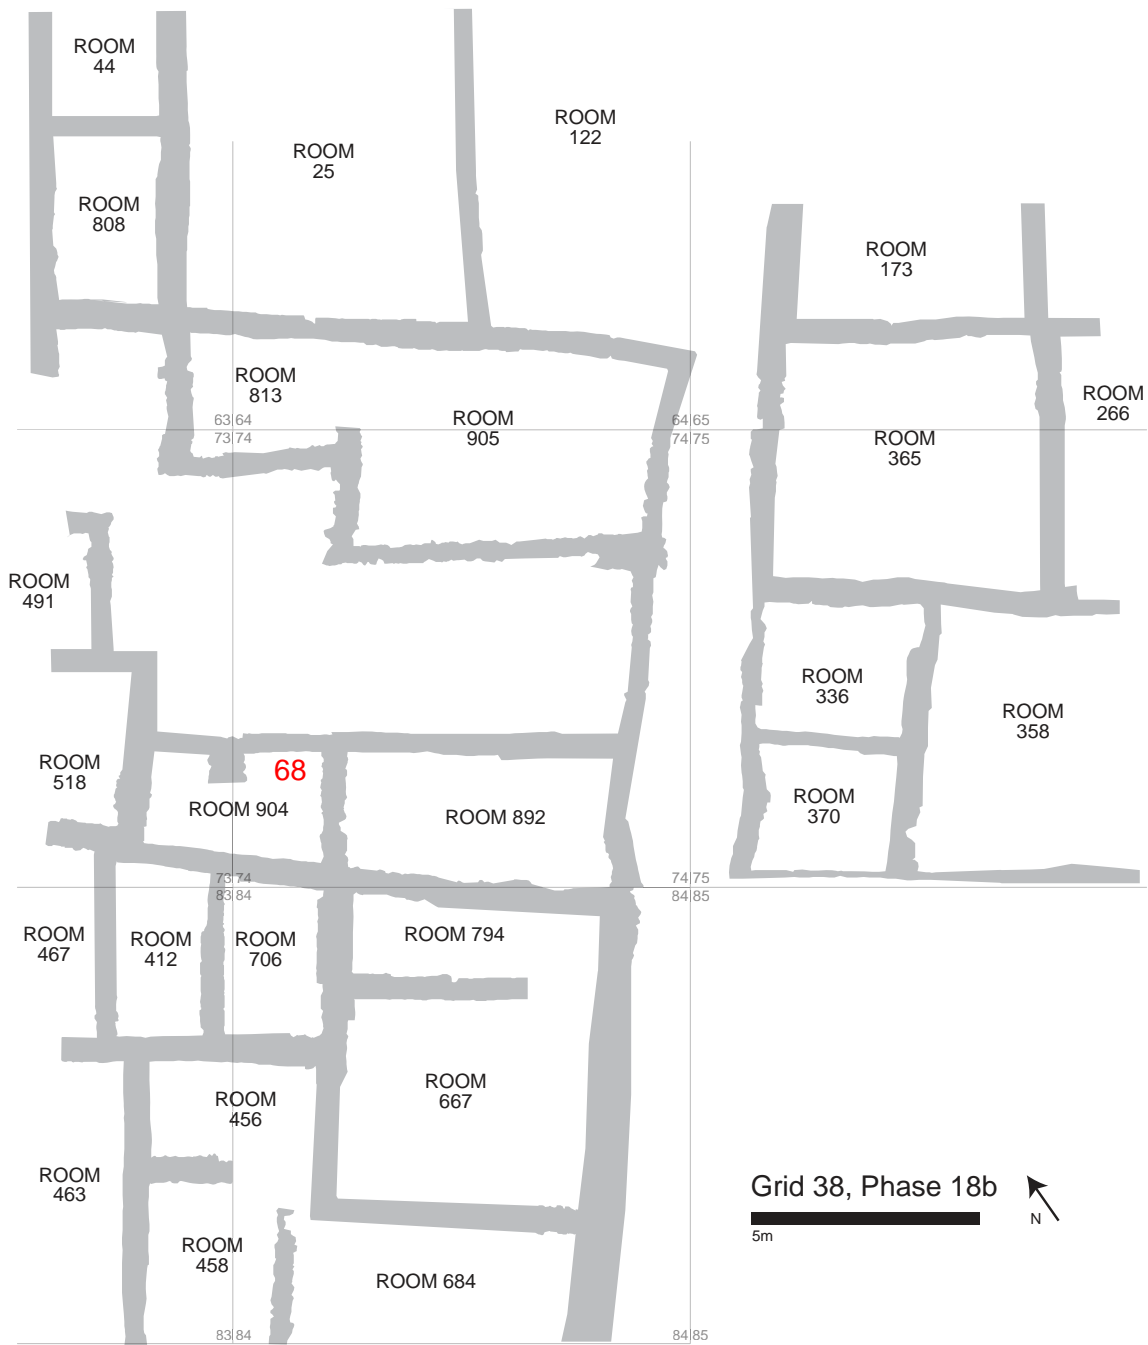 ROOM
44
ROOM
122
ROOM
25
ROOM
808
ROOM
173
ROOM
813
ROOM
905
ROOM
266
63 64
73 74
64 65
74 75
ROOM
365
ROOM
491
ROOM
336
ROOM
358
ROOM
518
68
ROOM 904
ROOM 892
ROOM
370
73 74
83 84
74 75
84 85
ROOM
467
ROOM
412
ROOM
706
ROOM 794
ROOM
456
ROOM
667
ROOM
463
Grid 38, Phase 18b
N
5m
ROOM
458
ROOM 684
83 84
84 85